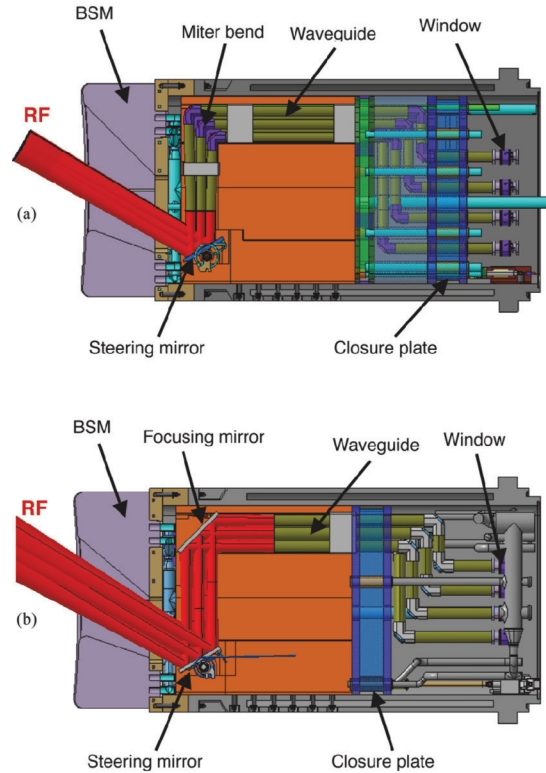 BSM
Miter bend
Waveguide
Window
RF
(a)
Steering mirror
Closure plate
BSM
Focusing mirror
Waveguide
Window
RF
(b)
Steering mirror
Closure plate